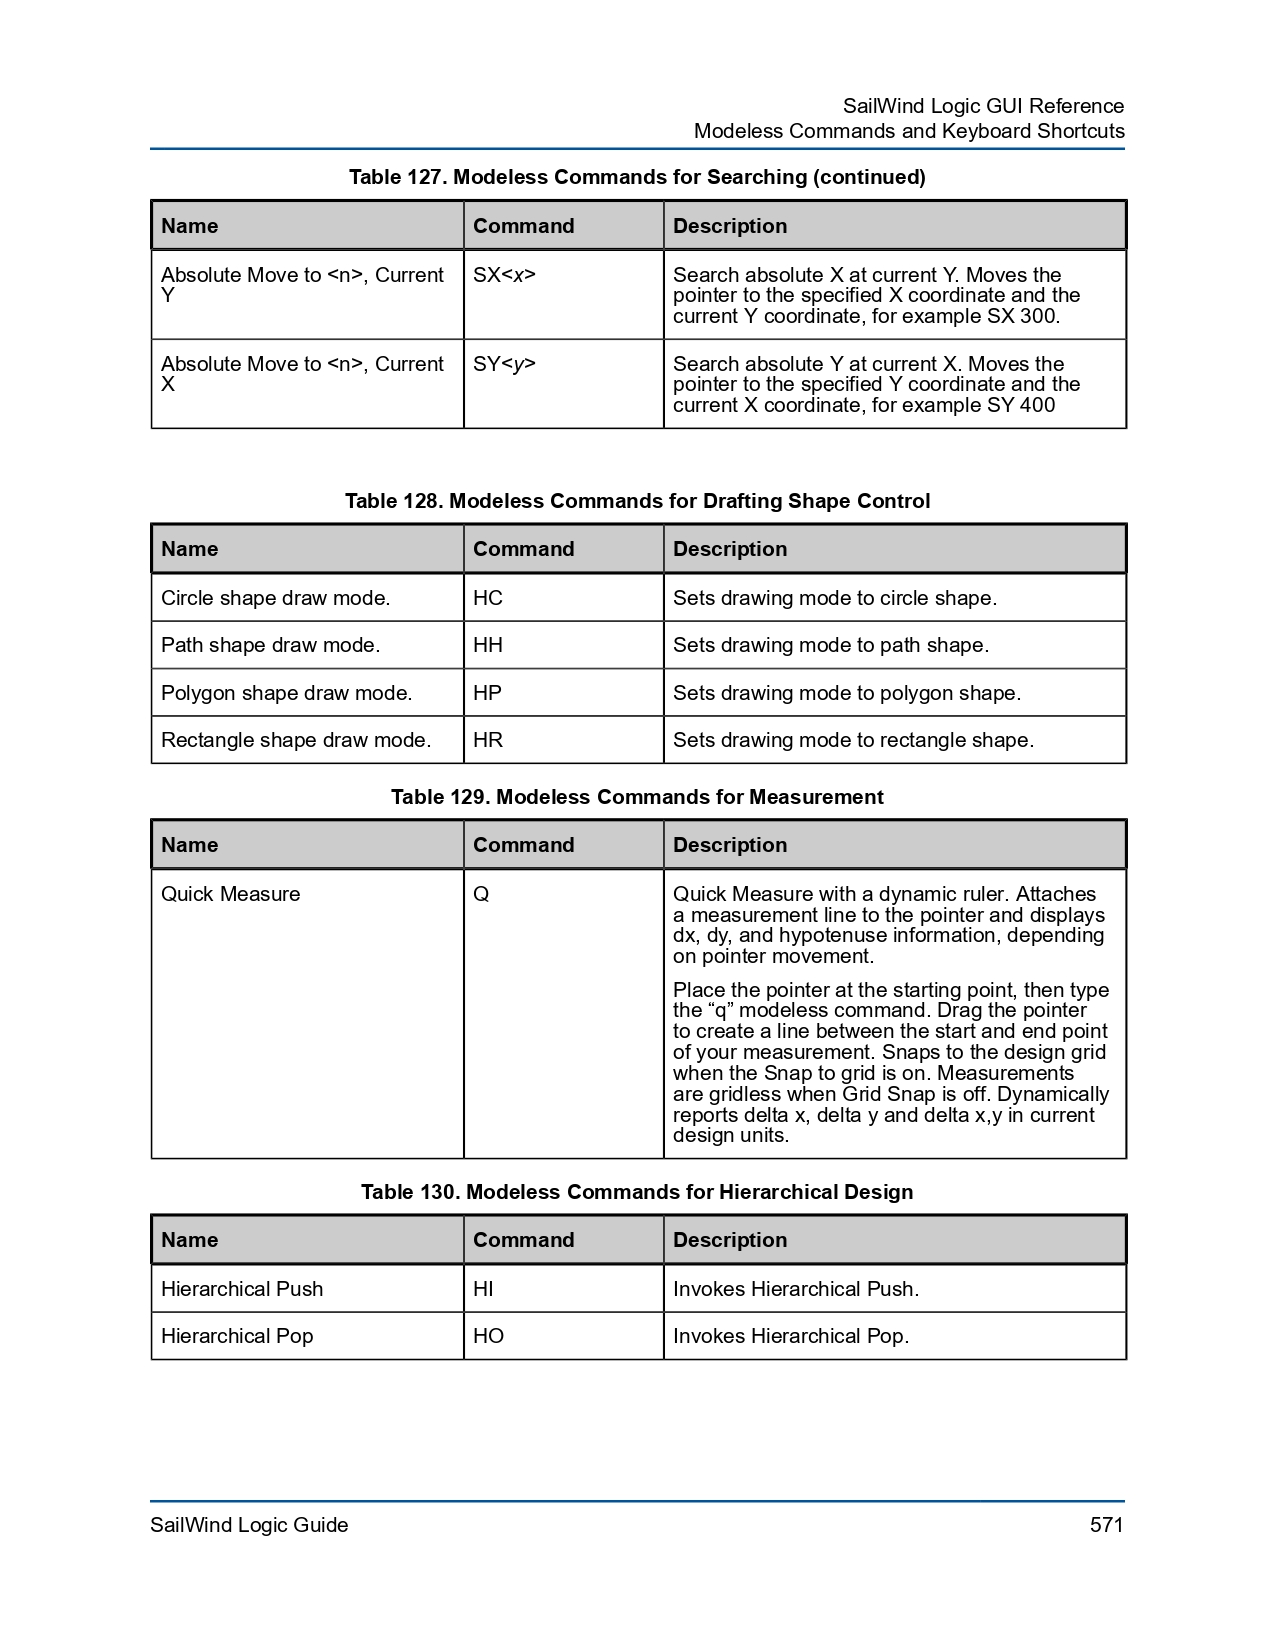 SailWind Logic GUI Reference
Modeless Commands and Keyboard Shortcuts
Table 127. Modeless Commands for Searching (continued)
Name Command Description
Absolute Move to <n>, Current
Y
SX<x>
Search absolute X at current Y. Moves the
pointer to the specified X coordinate and the
current Y coordinate, for example SX 300.
Absolute Move to <n>, Current
X
SY<y>
Search absolute Y at current X. Moves the
pointer to the specified Y coordinate and the
current X coordinate, for example SY 400
Table 128. Modeless Commands for Drafting Shape Control
Name Command Description
Circle shape draw mode. HC Sets drawing mode to circle shape.
Path shape draw mode. HH Sets drawing mode to path shape.
Polygon shape draw mode. HP Sets drawing mode to polygon shape.
Rectangle shape draw mode. HR Sets drawing mode to rectangle shape.
Table 129. Modeless Commands for Measurement
Name Command Description
Quick Measure
Q
Quick Measure with a dynamic ruler. Attaches
a measurement line to the pointer and displays
dx, dy, and hypotenuse information, depending
on pointer movement.
Place the pointer at the starting point, then type
the “q” modeless command. Drag the pointer
to create a line between the start and end point
of your measurement. Snaps to the design grid
when the Snap to grid is on. Measurements
are gridless when Grid Snap is off. Dynamically
reports delta x, delta y and delta x,y in current
design units.
Table 130. Modeless Commands for Hierarchical Design
Name Command Description
Hierarchical Push HI Invokes Hierarchical Push.
Hierarchical Pop HO Invokes Hierarchical Pop.
SailWind Logic Guide 571